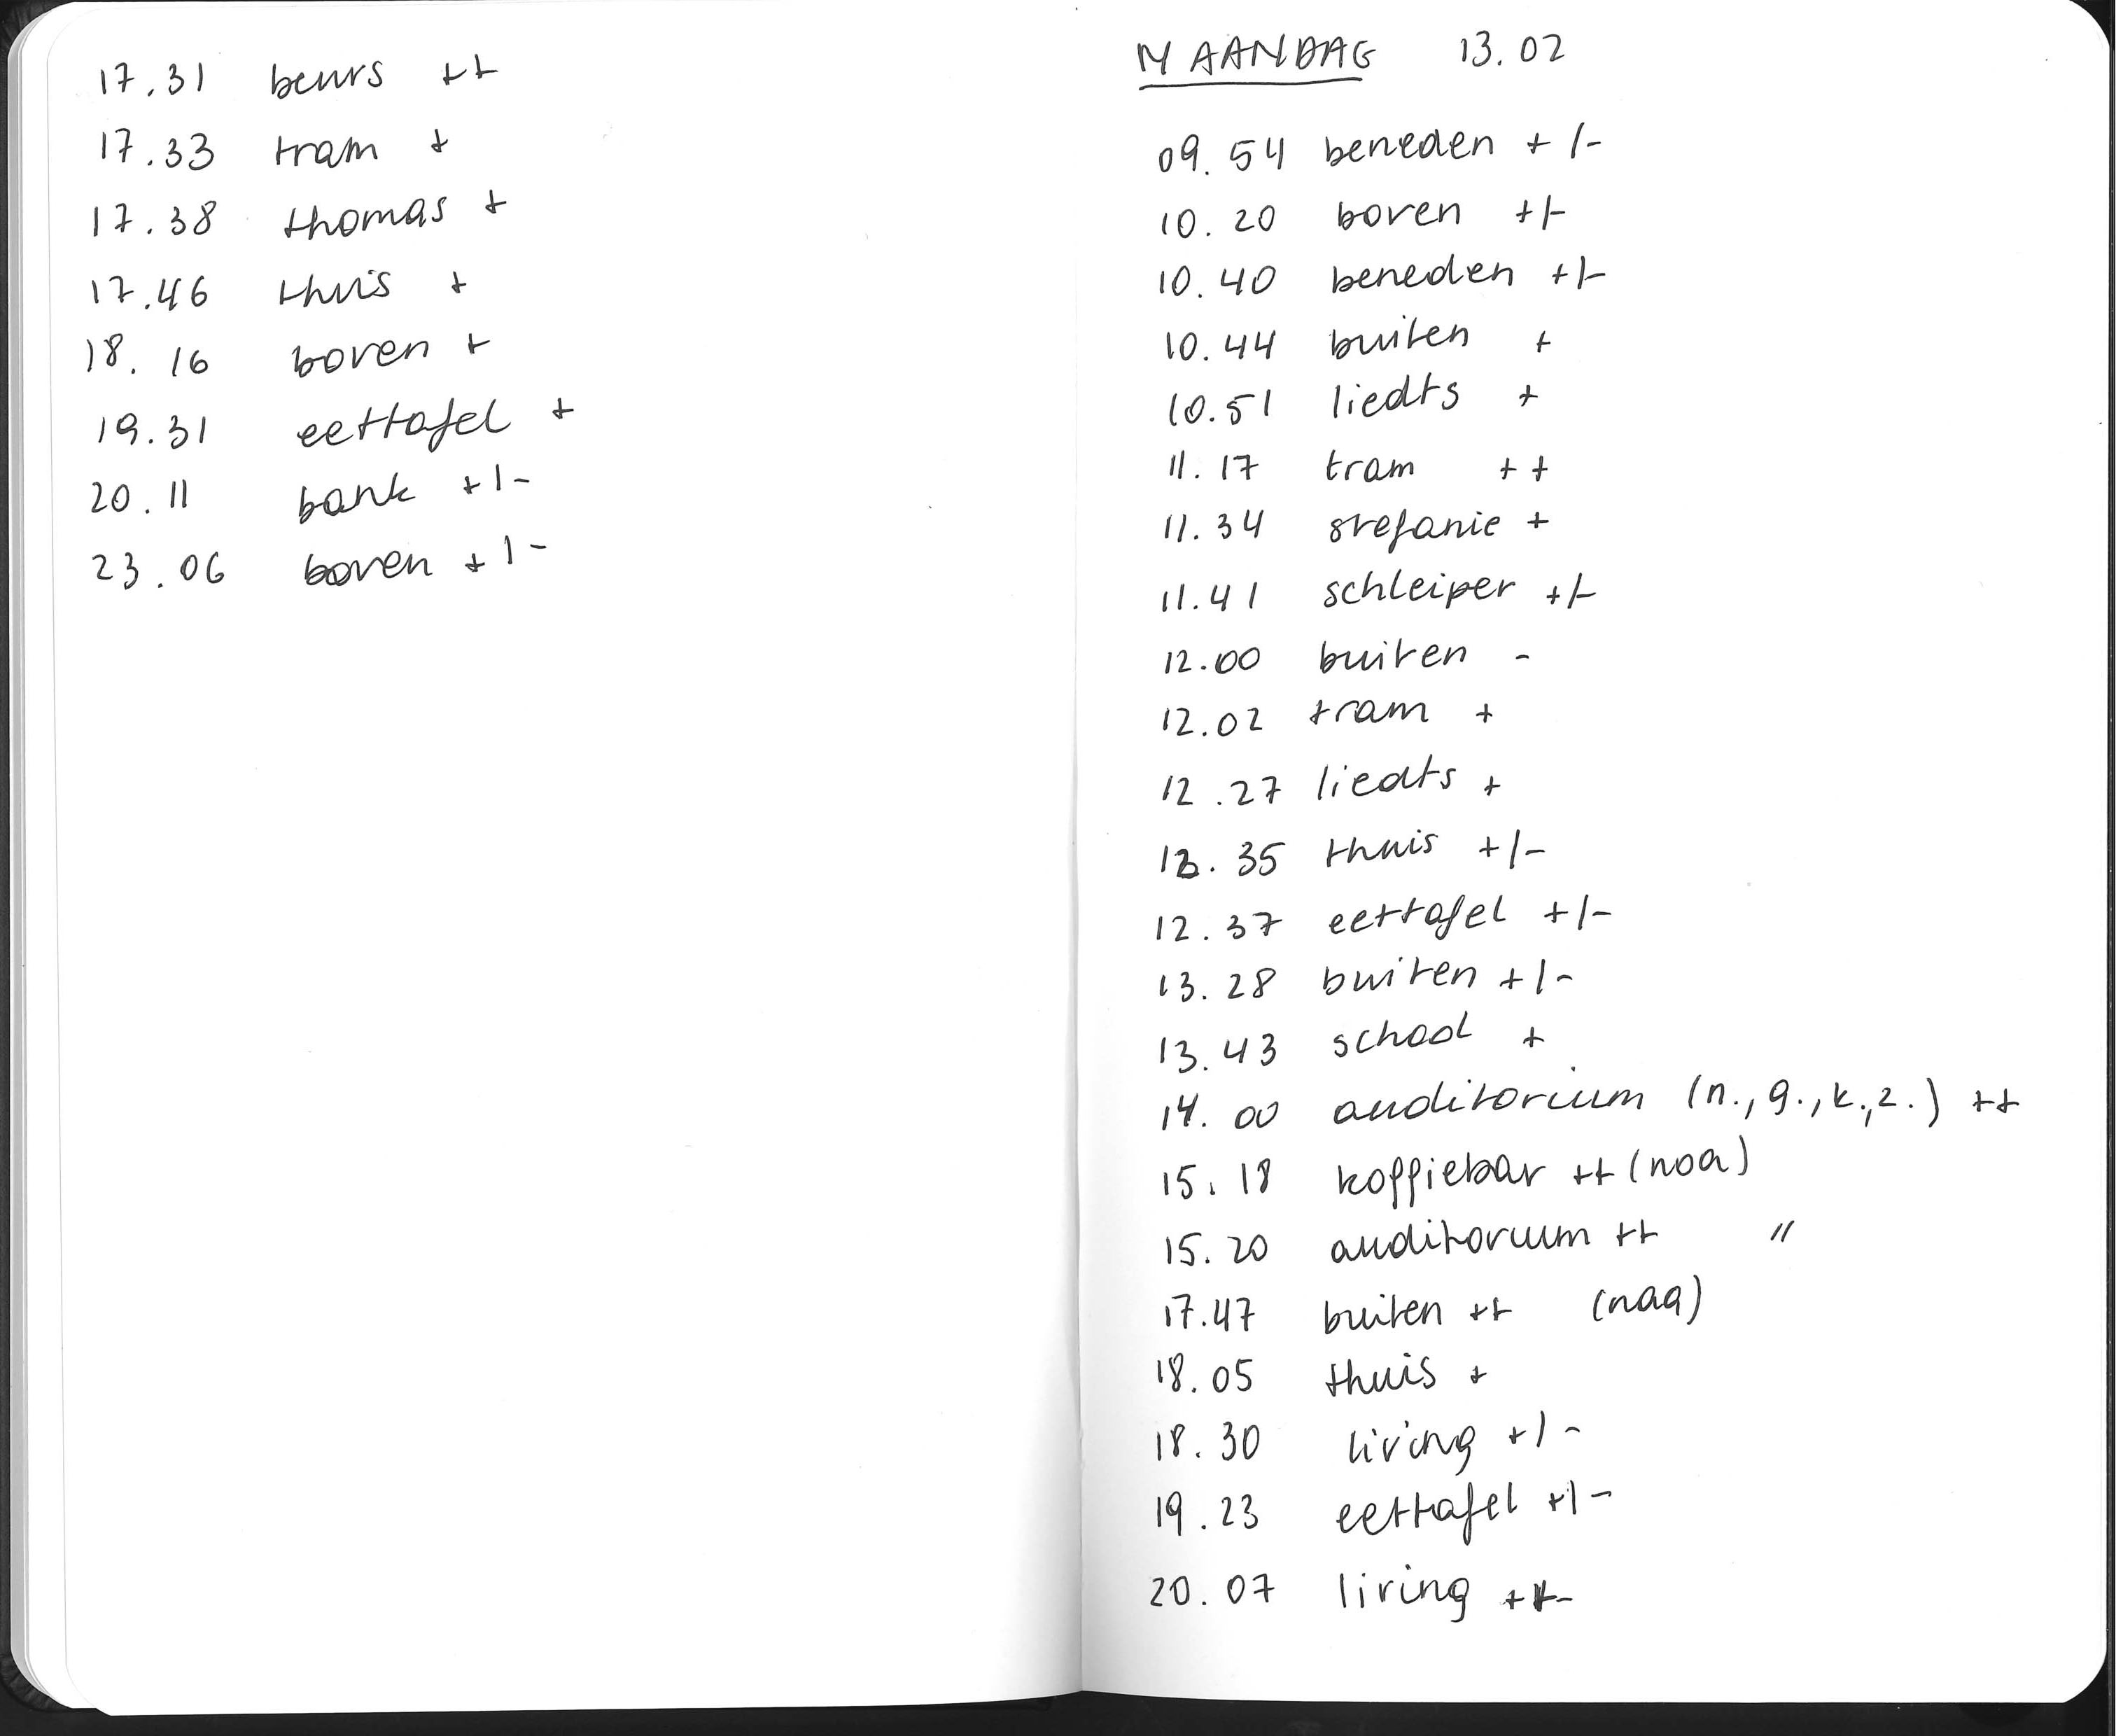 17.31 beurs ++
17.33 tram +
17.38 thomas +
17.46 thuis +
18.16 boven +
19.31 eettafel +
20.11 bank +/-
23.06 boven +/-
MAANDAG 13.02
09.54 beneden +/-
10.20 boven +/-
10.40 beneden +/-
10.44 buiten +
10.51 liedts +
11.17 tram ++
11.34 stefanie +
11.41 schleiper +/-
12.00 buiten -
12.02 tram +
12.27 liedts +
12.35 thuis +/-
12.37 eettafel +/-
13.28 buiten +/-
13.43 school +
14.00 auditorium (n., g., k., z.) ++
15.18 koffiebar ++ (noa)
15.20 auditorium ++ "
17.47 buiten ++ (noa)
18.05 thuis +
18.30 living +/-
19.23 eettafel +/-
20.07 living +/-